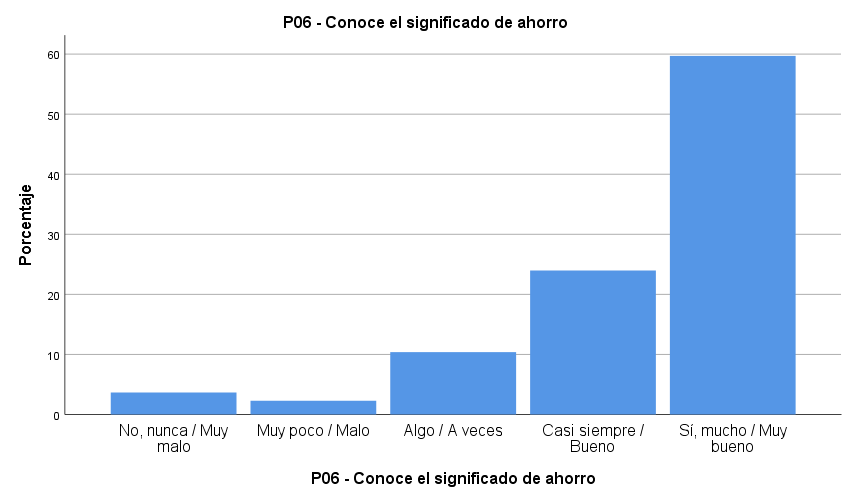 P06 - Conoce el significado de ahorro
Porcentaje
60
50
40
30
20
10
0
No, nunca / Muy
malo
Muy poco / Malo
Algo / A veces
Casi siempre /
Bueno
Sí, mucho / Muy
bueno
P06 - Conoce el significado de ahorro